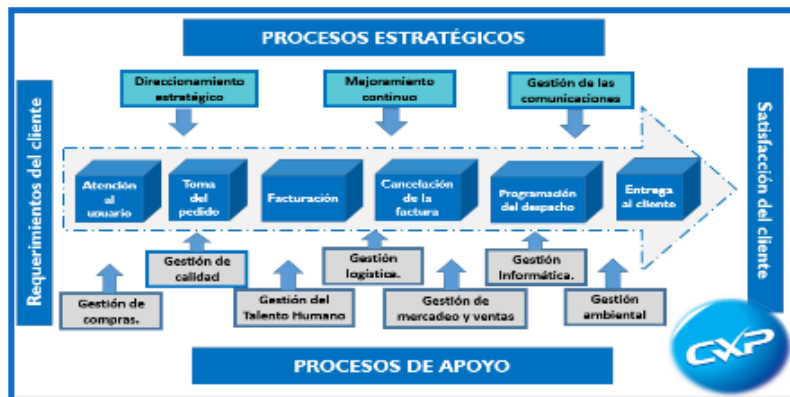 PROCESOS ESTRATÉGICOS
Requerimientos del cliente
Direccionamiento
estratégico
Mejoramiento
continuo
Gestión de las
comunicaciones
Satisfacción del cliente
Atención
al
usuario
Toma
del
pedido
Facturación
Cancelación
de la
factura
Programación
del despacho
Entrega
al cliente
Gestión de
compras.
Gestión de
calidad
Gestión del
Talento Humano
Gestión
logística.
Gestión de
mercadeo y ventas
Gestión
Informática.
Gestión
ambiental
PROCESOS DE APOYO
CXP